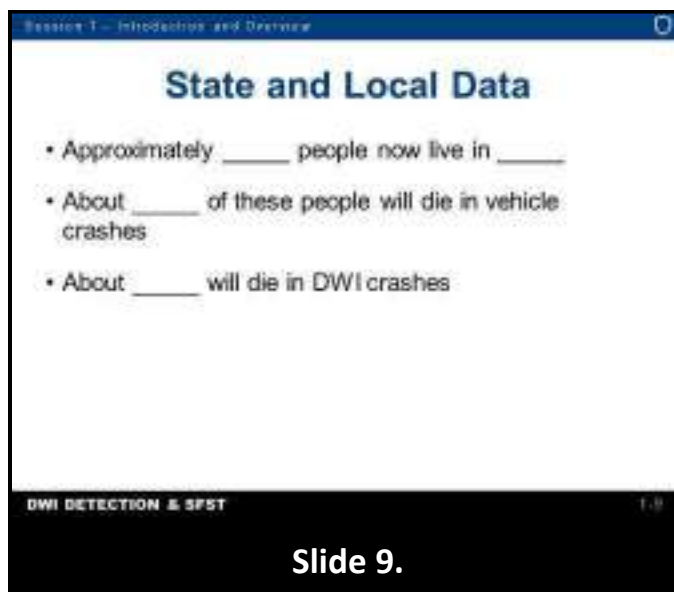 Session 1 – Introduction and Overview
State and Local Data
• Approximately _____ people now live in _____
• About _____ of these people will die in vehicle
crashes
• About _____ will die in DWI crashes
DWI DETECTION & SFST
1-9
Slide 9.